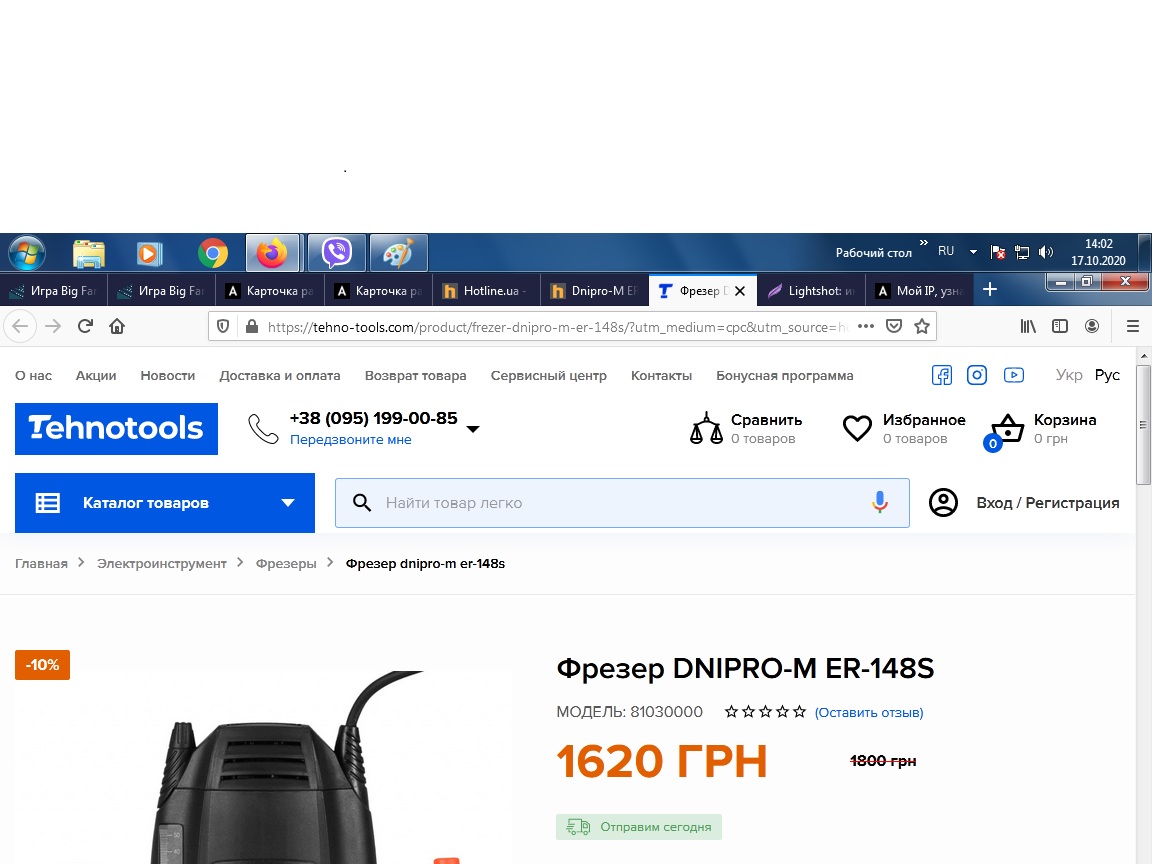 Рабочий стол
»
RU
14:02
17.10.2020
Игра Big Fa
Игра Big Fa
Карточка ра
Карточка ра
Hotline.ua -
Dnipro-M ER
Фрезер D
Lightshot: и
Мой IP, узна
https://tehno-tools.com/product/frezer-dnipro-m-er-148s/?utm_medium=cpc&utm_source=ho
О нас Акции Новости Доставка и оплата Возврат товара Сервисный центр Контакты Бонусная программа Укр Рус
Tehnotools
+38 (095) 199-00-85
Передзвоните мне
Сравнить
0 товаров
Избранное
0 товаров
0
Корзина
0 грн
Каталог товаров
Найти товар легко
Вход / Регистрация
Главная > Электроинструмент > Фрезеры > Фрезер dnipro-m er-148s
-10%
Фрезер DNIPRO-M ER-148S
МОДЕЛЬ: 81030000 (Оставить отзыв)
1620 ГРН 1800 грн
Отправим сегодня